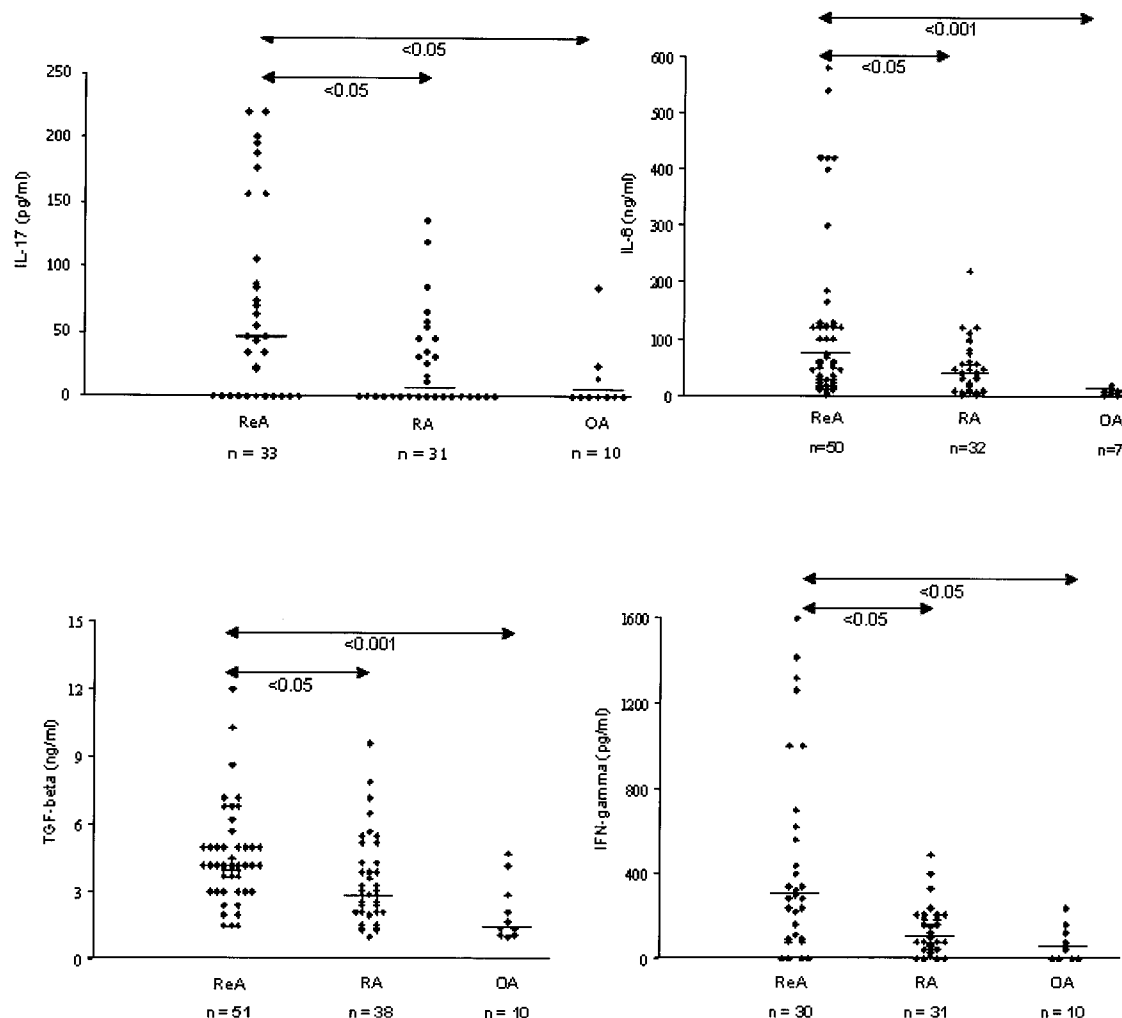 <0.05
<0.05
250
200
150
100
50
0
IL-17 (pg/ml)
ReA RA OA
n = 33 n = 31 n = 10
<0.001
<0.05
600
500
400
300
200
100
0
IL-6 (ng/ml)
ReA RA OA
n=50 n=32 n=7
<0.001
<0.05
15
12
9
6
3
0
TGF-beta (ng/ml)
ReA RA OA
n = 51 n = 38 n = 10
<0.05
<0.05
1600
1200
800
400
0
IFN-gamma (pg/ml)
ReA RA OA
n = 30 n = 31 n = 10